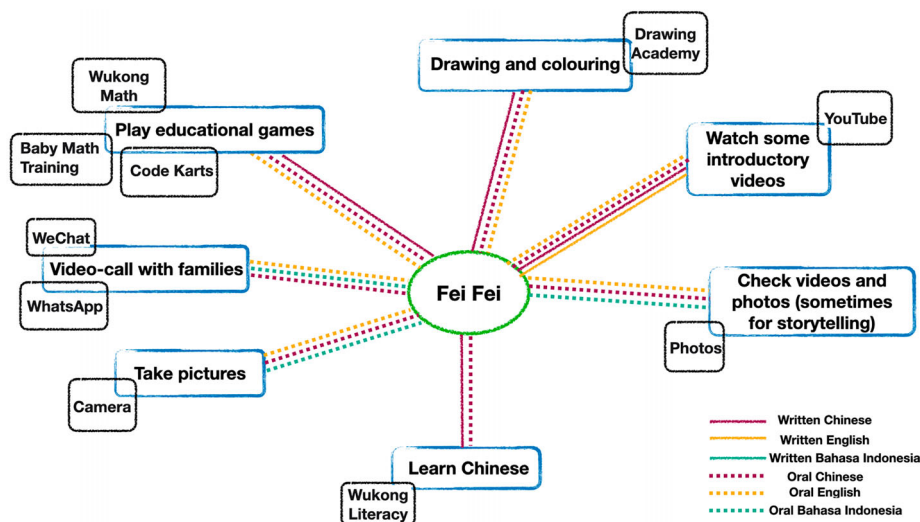 Drawing
Academy
Drawing and colouring
Wukong
Math
Play educational games
Baby Math
Training
Code Karts
YouTube
Watch some
introductory
videos
WeChat
Video-call with families
WhatsApp
Fei Fei
Check videos and
photos (sometimes
for storytelling)
Photos
Take pictures
Camera
Learn Chinese
Wukong
Literacy
Written Chinese
Written English
Written Bahasa Indonesia
Oral Chinese
Oral English
Oral Bahasa Indonesia